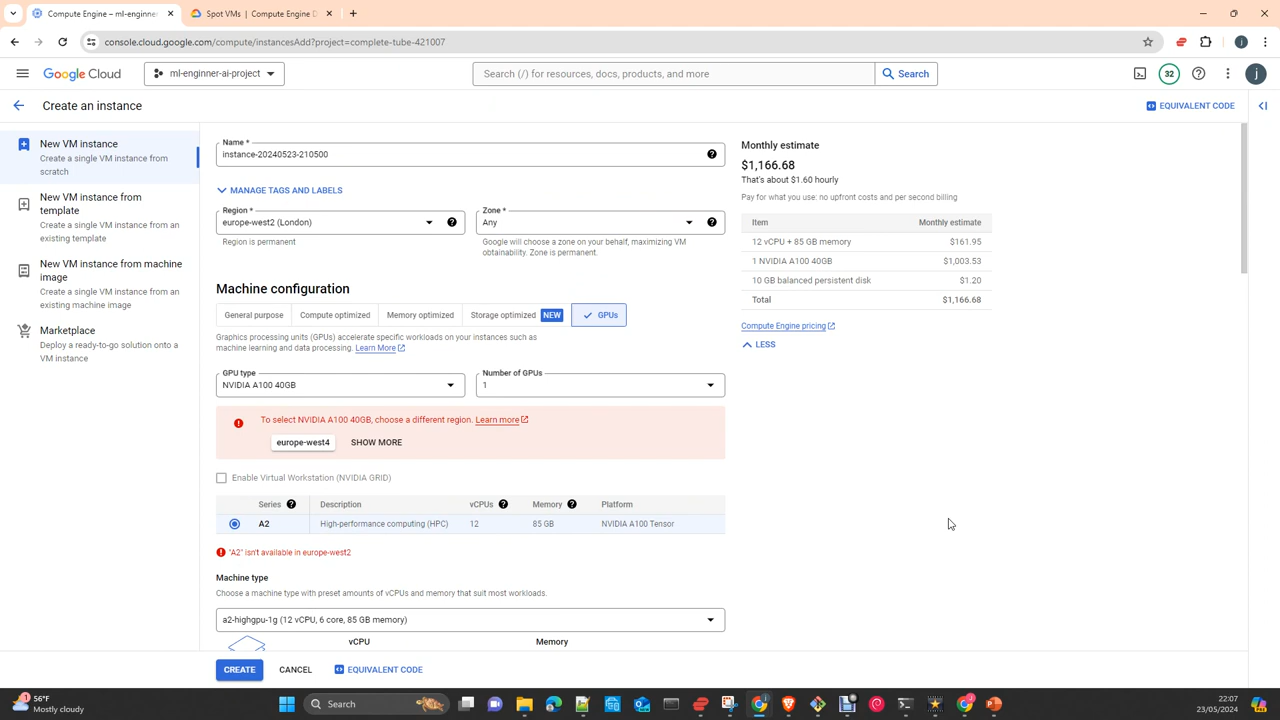 Compute Engine – ml-enginner-
Spot VMs | Compute Engine D
console.cloud.google.com/compute/instancesAdd?project=complete-tube-421007
j
Google Cloud
ml-enginner-ai-project
Search (/) for resources, docs, products, and more
Search
32
j
Create an instance
EQUIVALENT CODE
New VM instance
Create a single VM instance from
scratch
New VM instance from
template
Create a single VM instance from
an existing template
New VM instance from machine
image
Create a single VM instance from
an existing machine image
Marketplace
Deploy a ready-to-go solution onto a
VM instance
Name *
instance-20240523-210500
MANAGE TAGS AND LABELS
Region *
europe-west2 (London)
Region is permanent
Zone *
Any
Google will choose a zone on your behalf, maximizing VM
obtainability. Zone is permanent.
Machine configuration
General purpose
Compute optimized
Memory optimized
Storage optimized NEW
GPUs
Graphics processing units (GPUs) accelerate specific workloads on your instances such as
machine learning and data processing. Learn More
GPU type
NVIDIA A100 40GB
Number of GPUs
1
To select NVIDIA A100 40GB, choose a different region. Learn more
europe-west4
SHOW MORE
Enable Virtual Workstation (NVIDIA GRID)
Series Description vCPUs Memory Platform
A2 High-performance computing (HPC) 12 85 GB NVIDIA A100 Tensor
"A2" isn't available in europe-west2
Machine type
Choose a machine type with preset amounts of vCPUs and memory that suit most workloads.
a2-highgpu-1g (12 vCPU, 6 core, 85 GB memory)
vCPU Memory
CREATE
CANCEL
EQUIVALENT CODE
Monthly estimate
$1,166.68
That's about $1.60 hourly
Pay for what you use: no upfront costs and per second billing
Item Monthly estimate
12 vCPU + 85 GB memory $161.95
1 NVIDIA A100 40GB $1,003.53
10 GB balanced persistent disk $1.20
Total $1,166.68
Compute Engine pricing
LESS
1
56°F
Mostly cloudy
Search
22:07
23/05/2024